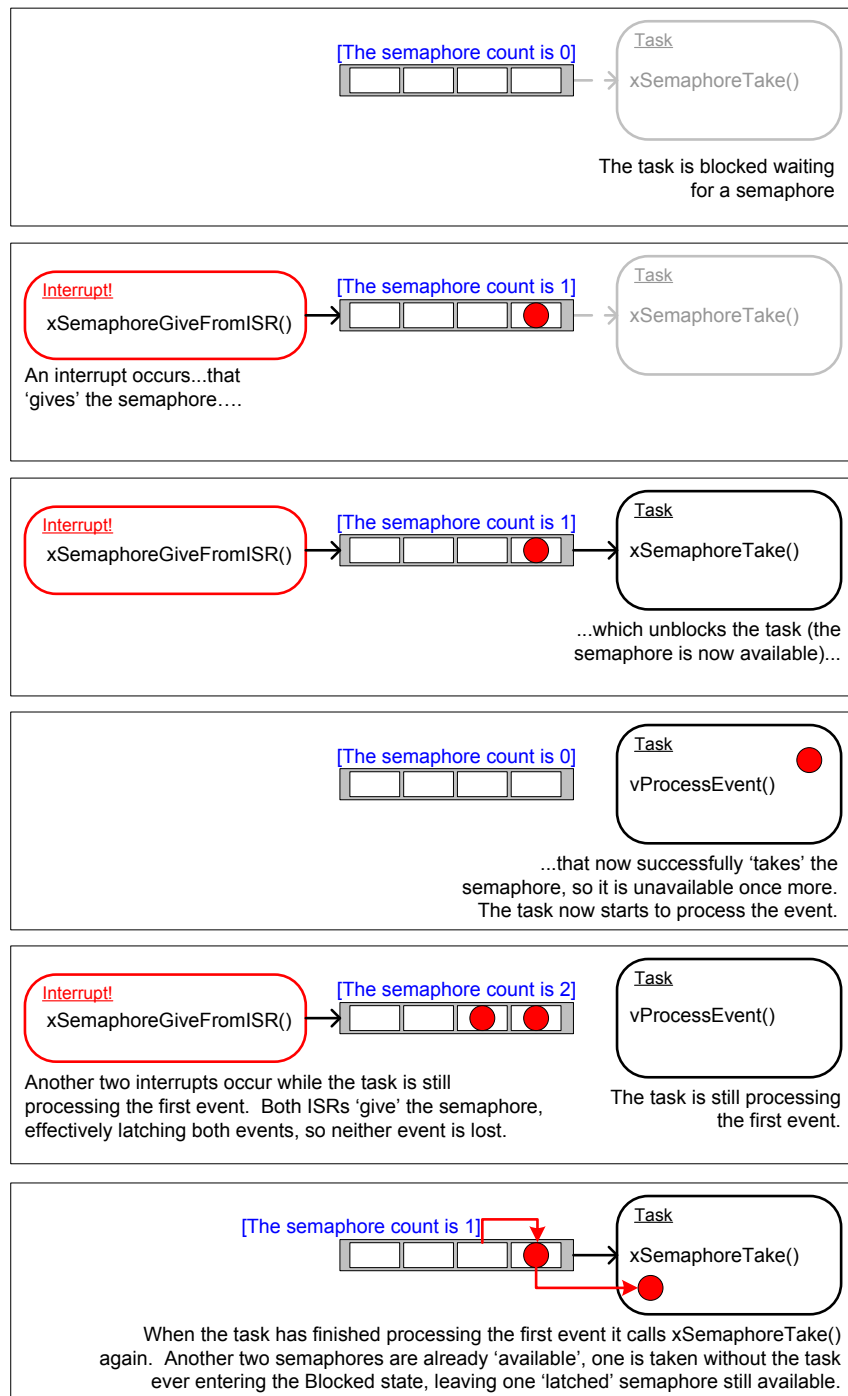 [The semaphore count is 0]
Task
xSemaphoreTake()
The task is blocked waiting
for a semaphore
Interrupt!
xSemaphoreGiveFromISR()
An interrupt occurs...that
‘gives’ the semaphore….
[The semaphore count is 1]
Task
xSemaphoreTake()
Interrupt!
xSemaphoreGiveFromISR()
[The semaphore count is 1]
Task
xSemaphoreTake()
...which unblocks the task (the
semaphore is now available)...
[The semaphore count is 0]
Task
vProcessEvent()
...that now successfully ‘takes’ the
semaphore, so it is unavailable once more.
The task now starts to process the event.
Interrupt!
xSemaphoreGiveFromISR()
[The semaphore count is 2]
Another two interrupts occur while the task is still
processing the first event.  Both ISRs ‘give’ the semaphore,
effectively latching both events, so neither event is lost.
Task
vProcessEvent()
The task is still processing
the first event.
[The semaphore count is 1]
Task
xSemaphoreTake()
When the task has finished processing the first event it calls xSemaphoreTake()
again.  Another two semaphores are already ‘available’, one is taken without the task
ever entering the Blocked state, leaving one ‘latched’ semaphore still available.